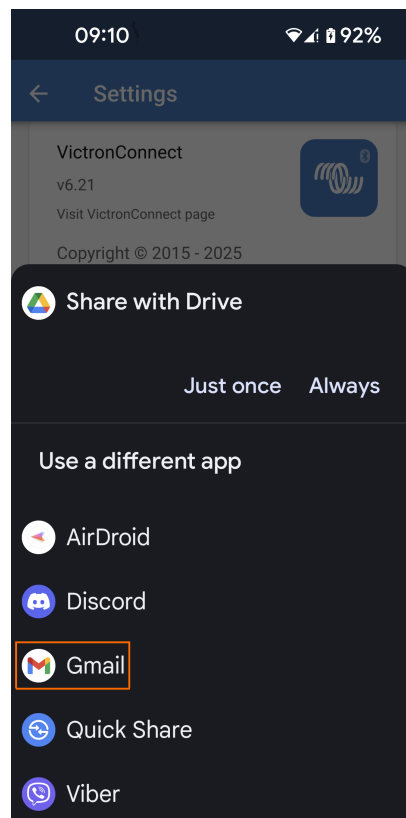 09:10 92%
Settings
VictronConnect
v6.21
Visit VictronConnect page
Copyright © 2015 - 2025
Share with Drive
Just once Always
Use a different app
AirDroid
Discord
Gmail
Quick Share
Viber